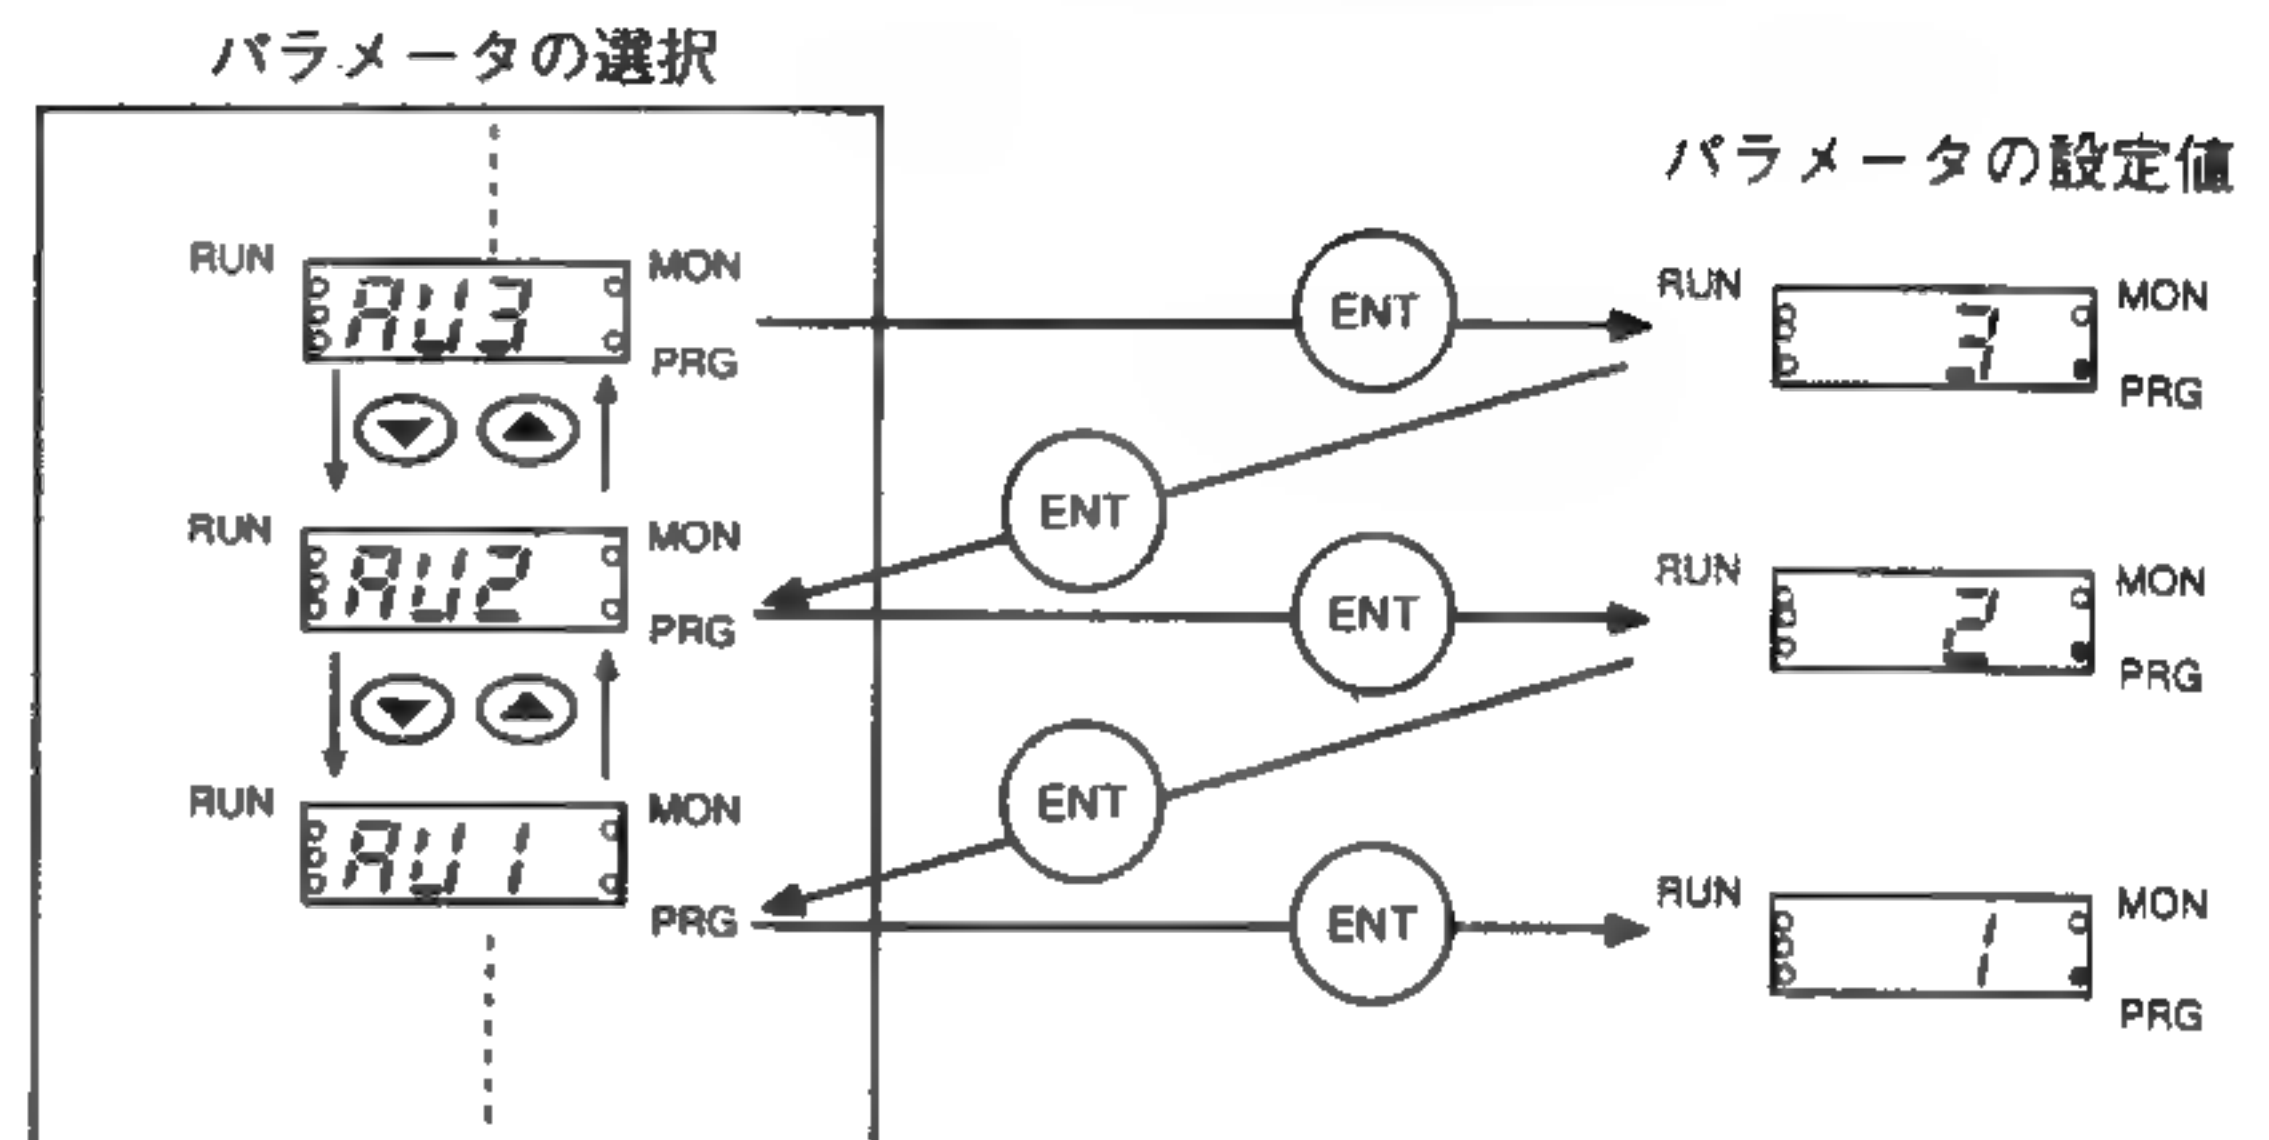 パラメータの選択
パラメータの設定値
RUN AU3 MON
PRG
ENT
RUN 3 MON
PRG
ENT
RUN AU2 MON
PRG
ENT
RUN 2 MON
PRG
ENT
RUN AU1 MON
PRG
ENT
RUN 1 MON
PRG